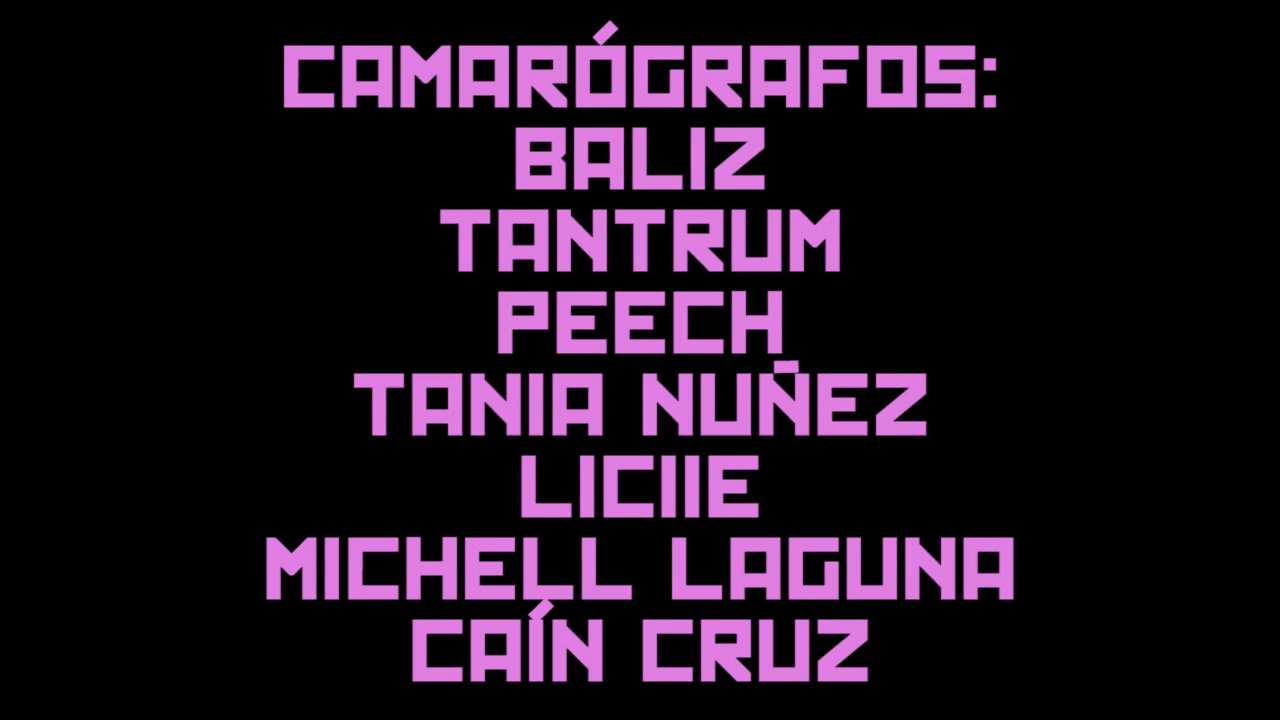 CAMARÓGRAFOS:
BALIZ
TANTRUM
PEECH
TANIA NUÑEZ
LICIIE
MICHELL LAGUNA
CAÍN CRUZ